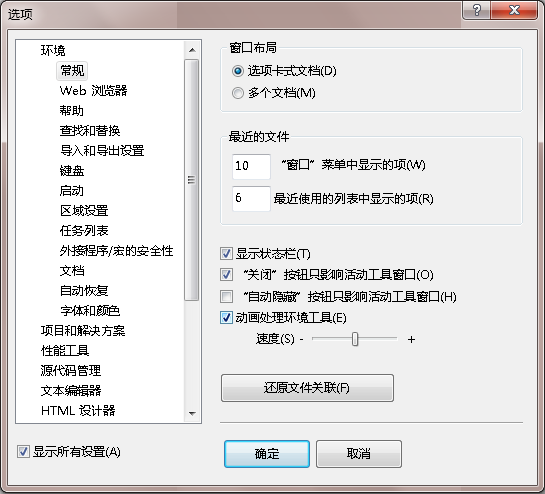 选项
环境
常规
Web 浏览器
帮助
查找和替换
导入和导出设置
键盘
启动
区域设置
任务列表
外接程序/宏的安全性
文档
自动恢复
字体和颜色
项目和解决方案
性能工具
源代码管理
文本编辑器
HTML 设计器
显示所有设置(A)
窗口布局
选项卡式文档(D)
多个文档(M)
最近的文件
10 “窗口”菜单中显示的项(W)
6 最近使用的列表中显示的项(R)
显示状态栏(T)
“关闭”按钮只影响活动工具窗口(O)
“自动隐藏”按钮只影响活动工具窗口(H)
动画处理环境工具(E)
速度(S) - +
还原文件关联(F)
确定 取消